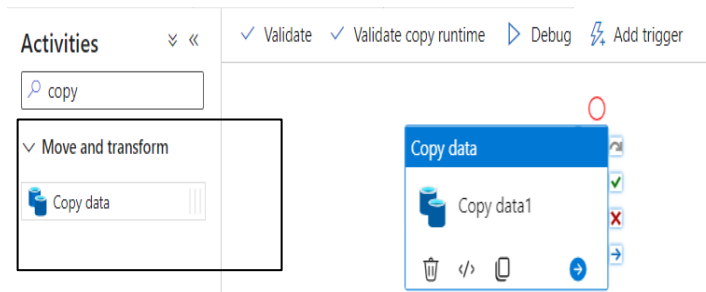 Activities
Validate
Validate copy runtime
Debug
Add trigger
copy
Move and transform
Copy data
Copy data
Copy data1